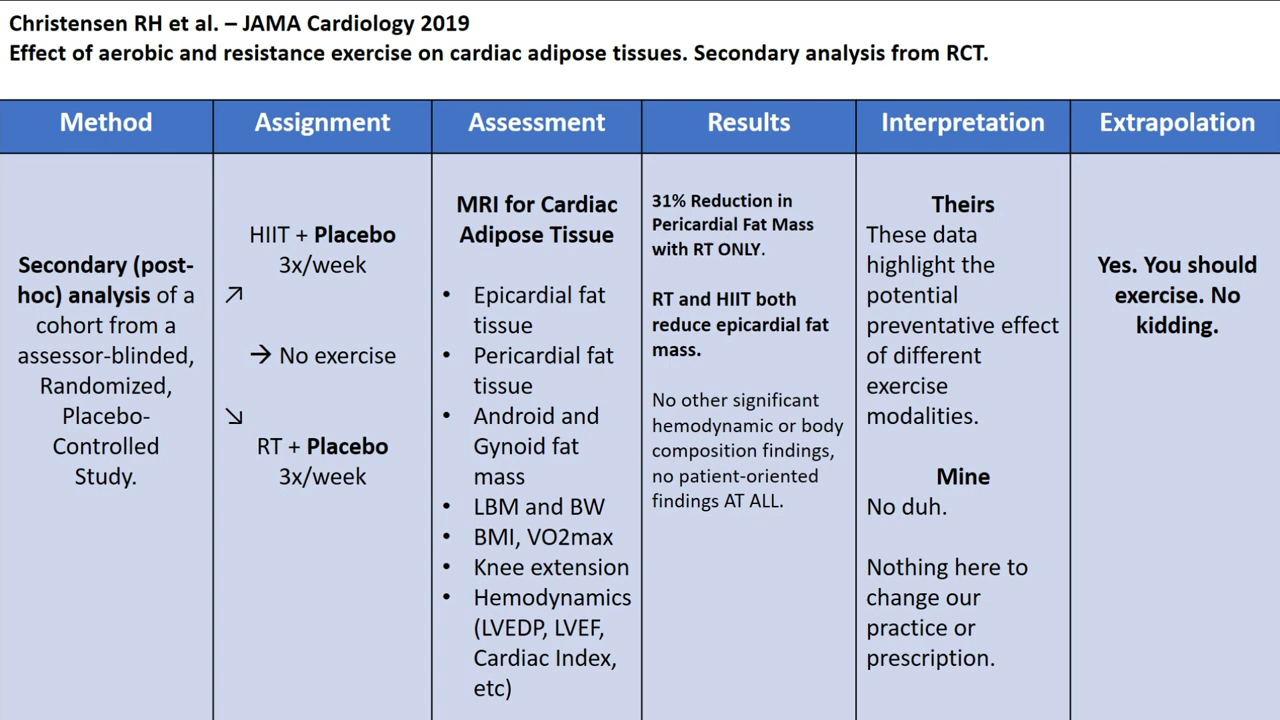 Christensen RH et al. – JAMA Cardiology 2019
Effect of aerobic and resistance exercise on cardiac adipose tissues. Secondary analysis from RCT.
Method
Assignment
Assessment
Results
Interpretation
Extrapolation
Secondary (post-
hoc) analysis of a
cohort from a
assessor-blinded,
Randomized,
Placebo-
Controlled
Study.
HIIT + Placebo
3x/week
↗
→ No exercise
↘
RT + Placebo
3x/week
MRI for Cardiac
Adipose Tissue
• Epicardial fat
tissue
• Pericardial fat
tissue
• Android and
Gynoid fat
mass
• LBM and BW
• BMI, VO2max
• Knee extension
• Hemodynamics
(LVEDP, LVEF,
Cardiac Index,
etc)
31% Reduction in
Pericardial Fat Mass
with RT ONLY.
RT and HIIT both
reduce epicardial fat
mass.
No other significant
hemodynamic or body
composition findings,
no patient-oriented
findings AT ALL.
Theirs
These data
highlight the
potential
preventative effect
of different
exercise
modalities.
Mine
No duh.
Nothing here to
change our
practice or
prescription.
Yes. You should
exercise. No
kidding.